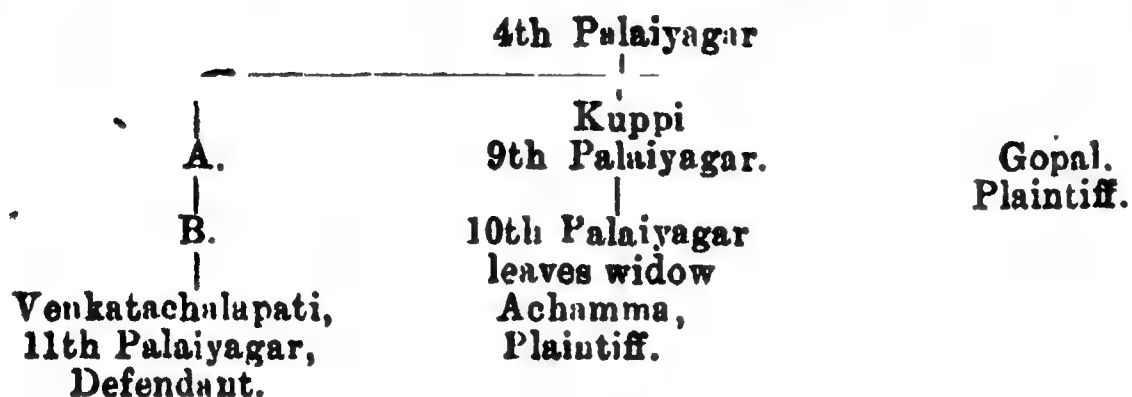 4th Palaiyagar
Kuppi
A. 9th Palaiyagar. Gopal.
Plaintiff.
B. 10th Palaiyagar
leaves widow
Venkatachalapati, Achamma,
11th Palaiyagar, Plaintiff.
Defendant.